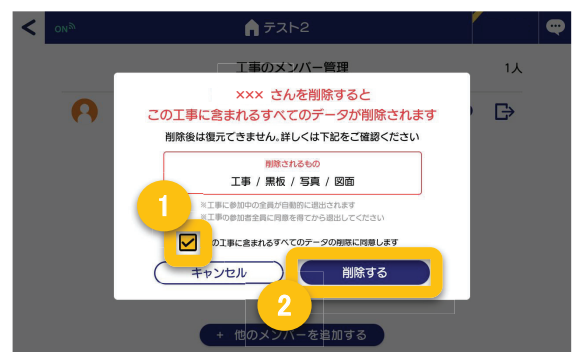 ON
テスト2
工事のメンバー管理
1人
××× さんを削除すると
この工事に含まれるすべてのデータが削除されます
削除後は復元できません。詳しくは下記をご確認ください
削除されるもの
工事 / 黒板 / 写真 / 図面
※工事に参加中の全員が自動的に退出されます
※工事の参加者全員に同意を得てから退出してください
1
の工事に含まれるすべてのデータの削除に同意します
キャンセル
削除する
2
+ 他のメンバーを追加する